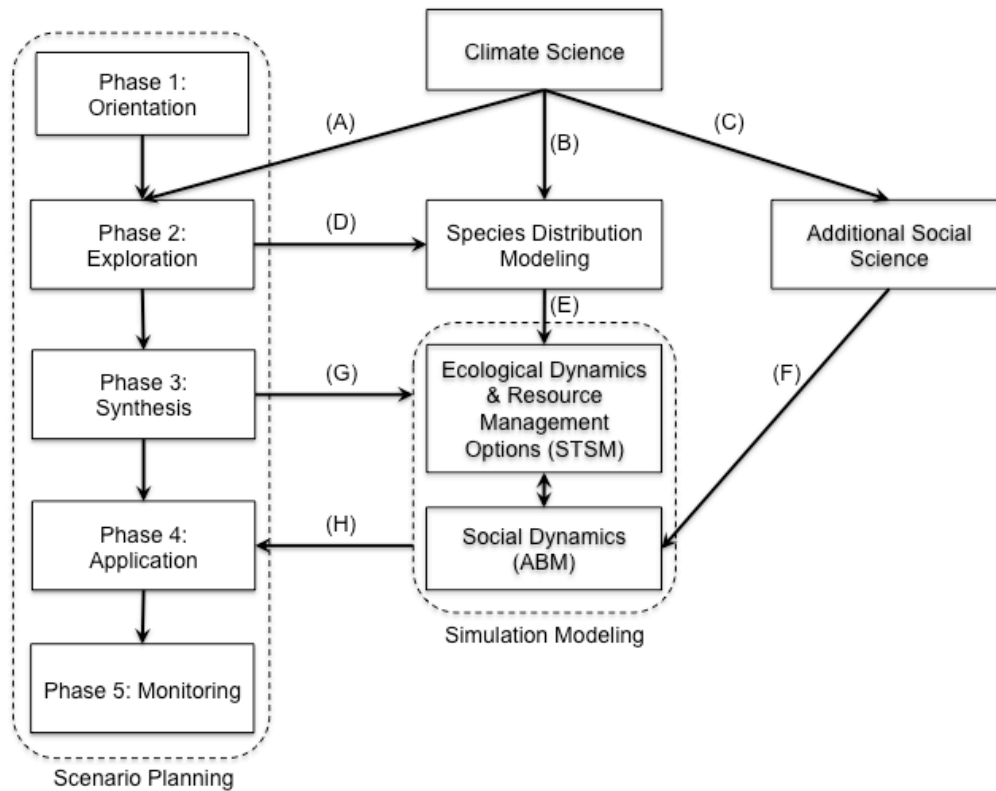 Climate Science
Phase 1:
Orientation
(A)
(B)
(C)
Phase 2:
Exploration
(D)
Species Distribution
Modeling
Additional Social
Science
(E)
Phase 3:
Synthesis
(G)
Ecological Dynamics
& Resource
Management
Options (STSM)
(F)
Phase 4:
Application
(H)
Social Dynamics
(ABM)
Simulation Modeling
Phase 5: Monitoring
Scenario Planning